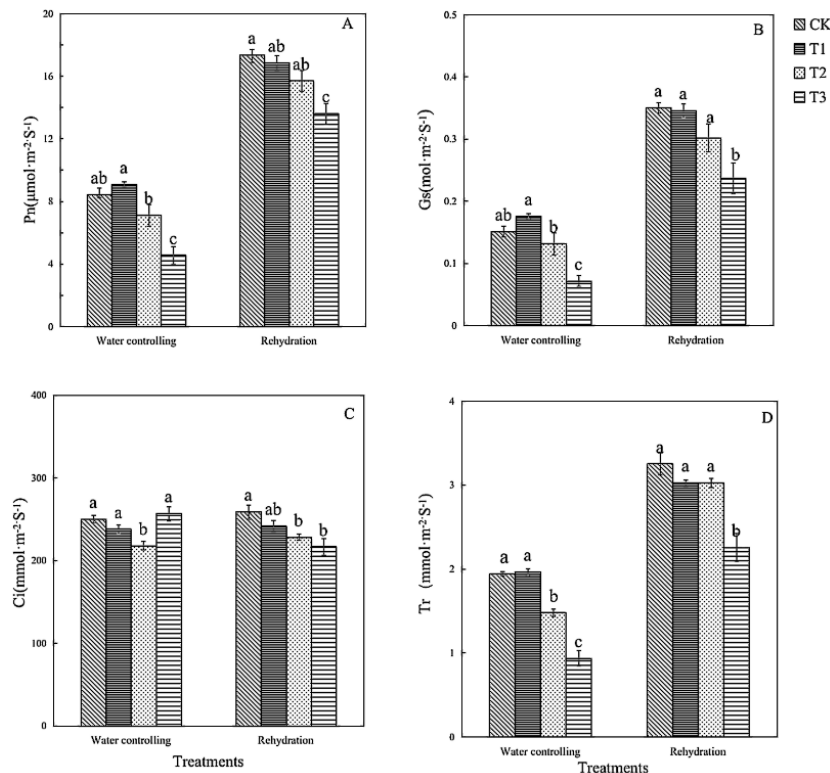 A
20
16
12
8
4
0
Pn(μmol·m⁻²·S⁻¹)
ab
a
b
c
a
ab
ab
c
Water controlling
Rehydration
B
0.5
0.4
0.3
0.2
0.1
0
Gs(mol·m⁻²·S⁻¹)
ab
a
b
c
a
a
a
b
Water controlling
Rehydration
CK
T1
T2
T3
C
400
300
200
100
0
Ci(mmol·m⁻²·S⁻¹)
a
a
b
a
a
ab
b
b
Water controlling
Rehydration
Treatments
D
4
3
2
1
0
Tr (mmol·m⁻²·S⁻¹)
a
a
b
c
a
a
a
b
Water controlling
Rehydration
Treatments